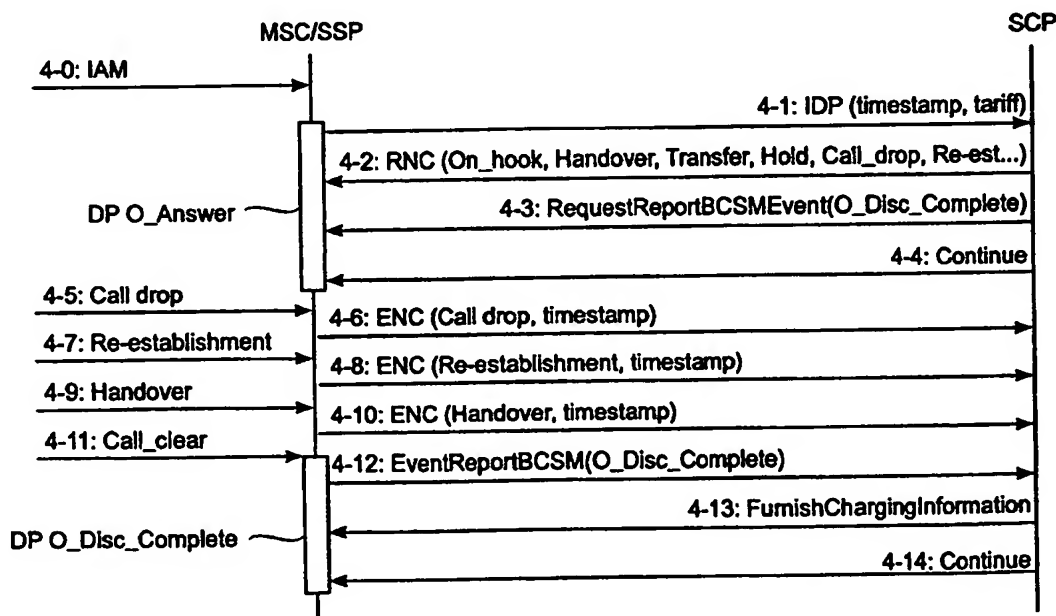 MSC/SSP
SCP
4-0: IAM
4-1: IDP (timestamp, tariff)
4-2: RNC (On_hook, Handover, Transfer, Hold, Call_drop, Re-est...)
DP O_Answer
4-3: RequestReportBCSMEvent(O_Disc_Complete)
4-4: Continue
4-5: Call drop
4-6: ENC (Call drop, timestamp)
4-7: Re-establishment
4-8: ENC (Re-establishment, timestamp)
4-9: Handover
4-10: ENC (Handover, timestamp)
4-11: Call_clear
4-12: EventReportBCSM(O_Disc_Complete)
4-13: FurnishChargingInformation
DP O_Disc_Complete
4-14: Continue